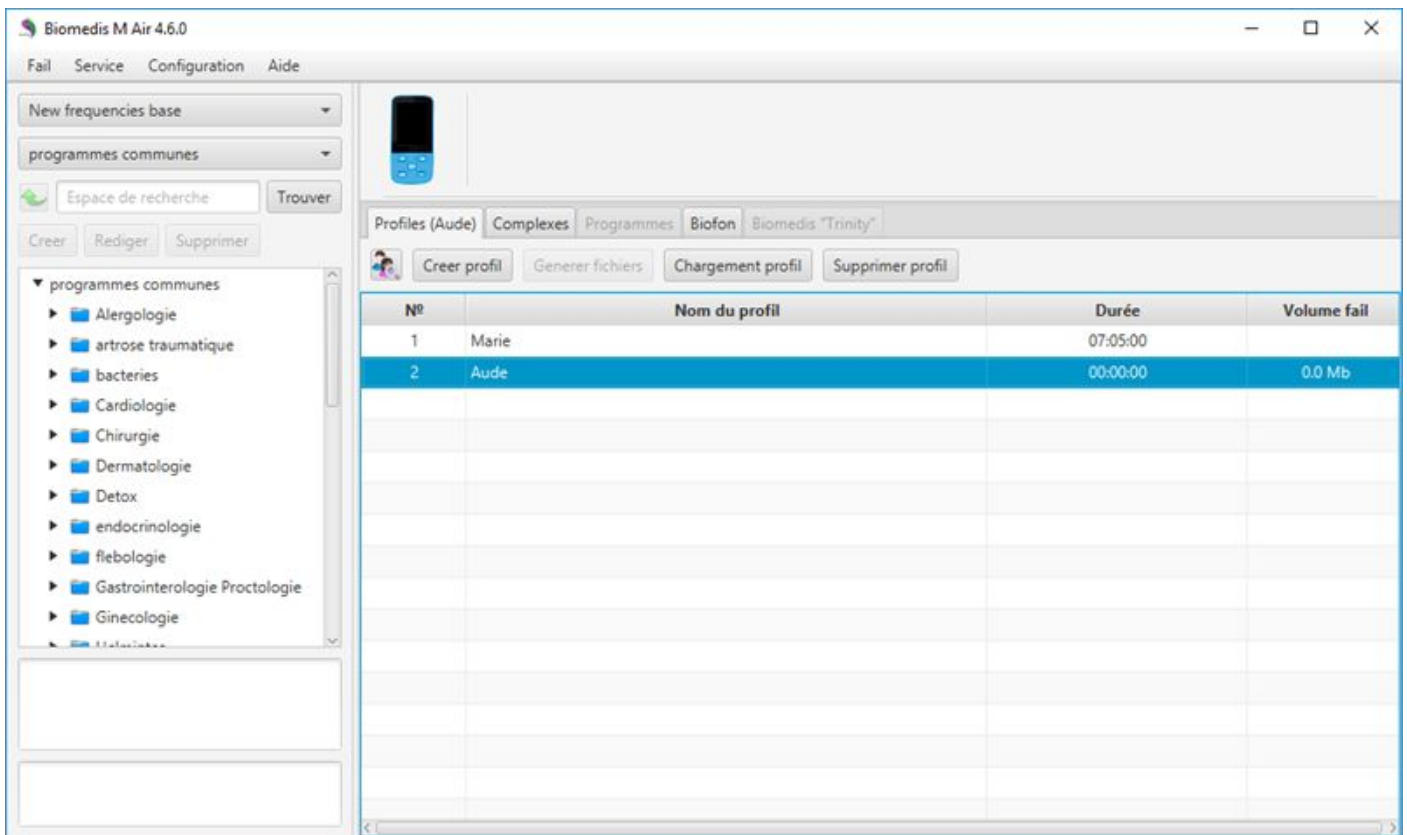 Biomedis M Air 4.6.0
Fail Service Configuration Aide
New frequencies base
programmes communes
Espace de recherche Trouver
Creer Rediger Supprimer
programmes communes
Alergologie
artrose traumatique
bacteries
Cardiologie
Chirurgie
Dermatologie
Detox
endocrinologie
flebologie
Gastrointerologie Proctologie
Ginecologie
Profiles (Aude) Complexes Programmes Biofon Biomedis "Trinity"
Creer profil Generer fichiers Chargement profil Supprimer profil
Nº Nom du profil Durée Volume fail
1 Marie 07:05:00
2 Aude 00:00:00 0.0 Mb